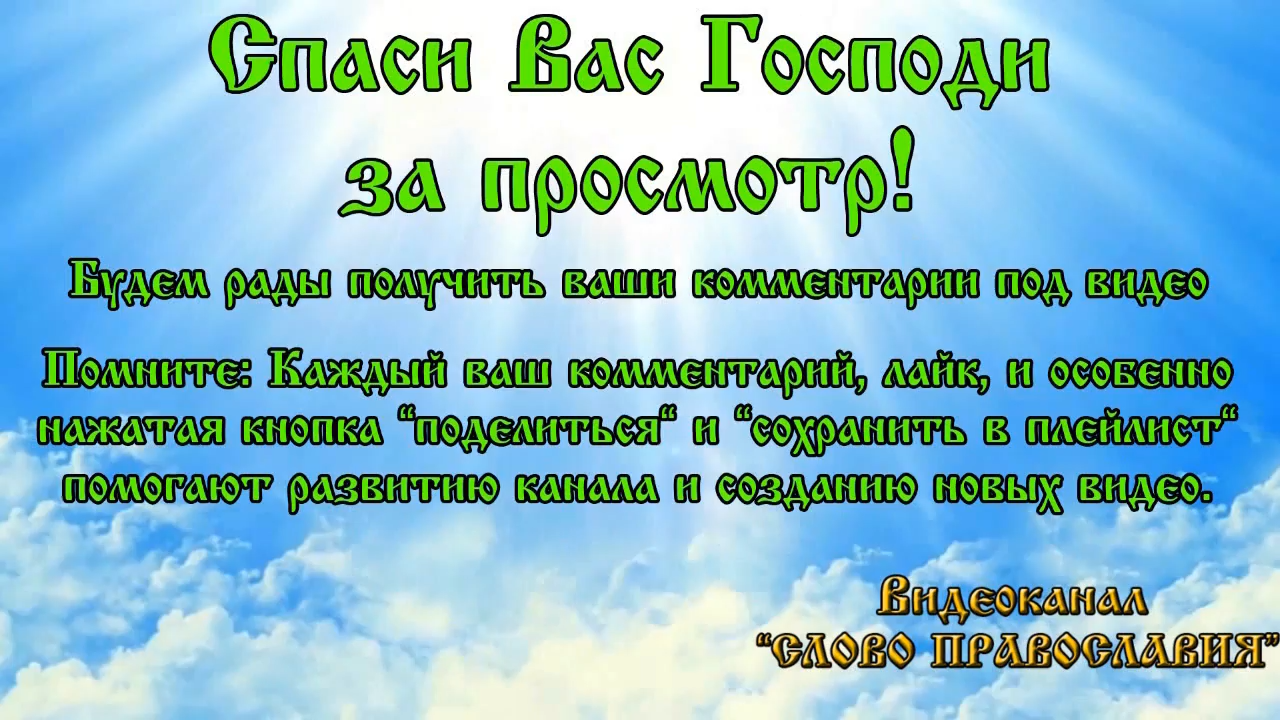 Спаси Вас Господи
за просмотр!
Будем рады получить ваши комментарии под видео
Помните: Каждый ваш комментарий, лайк, и особенно
нажатая кнопка “поделиться“ и “сохранить в плейлист“
помогают развитию канала и созданию новых видео.
Видеоканал
“СЛОВО ПРАВОСЛАВИЯ”